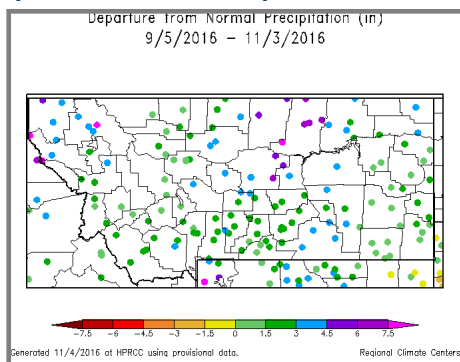 Departure from Normal Precipitation (in)
9/5/2016 – 11/3/2016
-7.5 -6 -4.5 -3 -1.5 0 1.5 3 4.5 6 7.5
Generated 11/4/2016 at HPRCC using provisional data. Regional Climate Centers